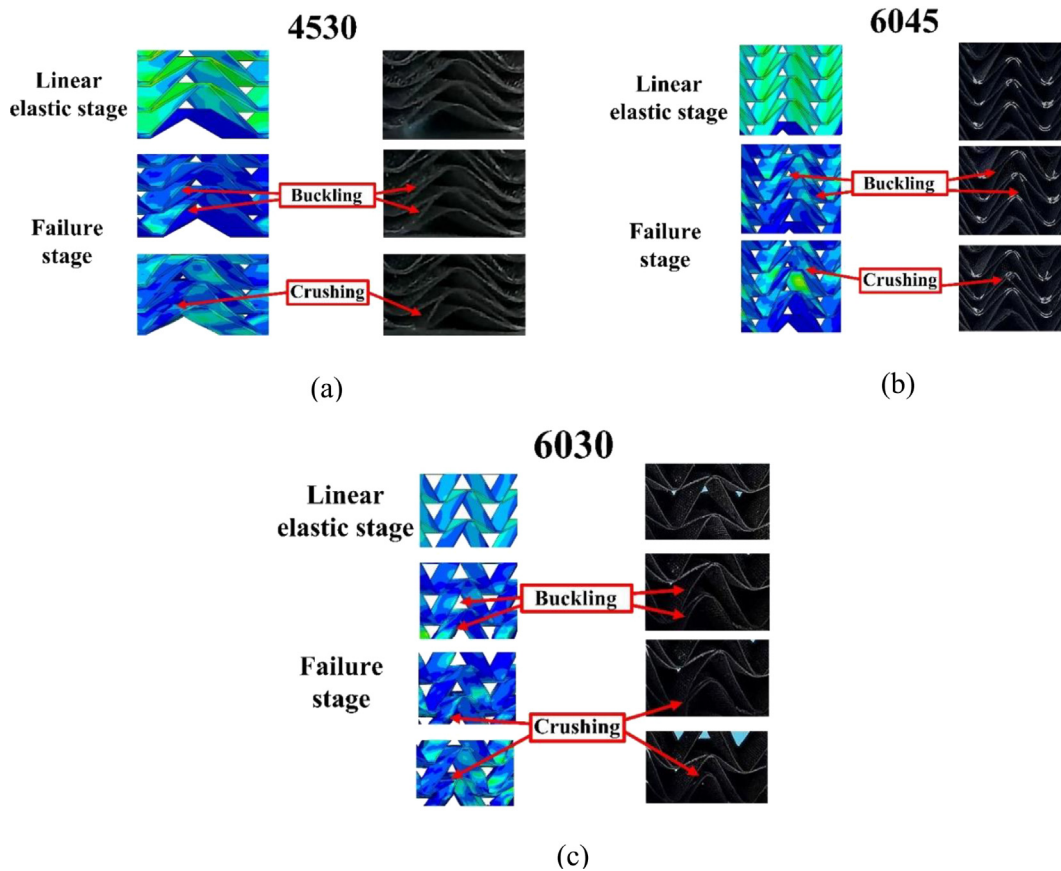 4530
Linear
elastic stage
Buckling
Failure
stage
Crushing
(a)
6045
Linear
elastic stage
Buckling
Failure
stage
Crushing
(b)
6030
Linear
elastic stage
Buckling
Failure
stage
Crushing
(c)